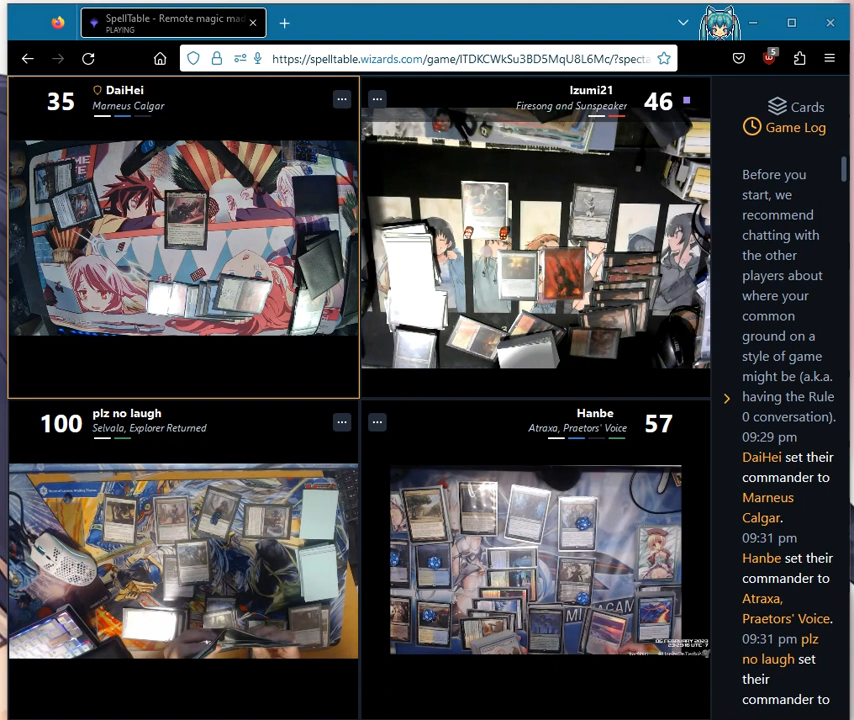 SpellTable - Remote magic mad
PLAYING
https://spelltable.wizards.com/game/ITDKCWkSu3BD5MqU8L6Mc/?specta
5
35
DaiHei
Marneus Calgar
Izumi21
Firesong and Sunspeaker
46
100
plz no laugh
Selvala, Explorer Returned
Hanbe
Atraxa, Praetors' Voice
57
Cards
Game Log
Before you
start, we
recommend
chatting with
the other
players about
where your
common
ground on a
style of game
might be (a.k.a.
having the Rule
0 conversation).
09:29 pm
DaiHei set their
commander to
Marneus
Calgar.
09:31 pm
Hanbe set their
commander to
Atraxa,
Praetors' Voice.
09:31 pm plz
no laugh set
their
commander to